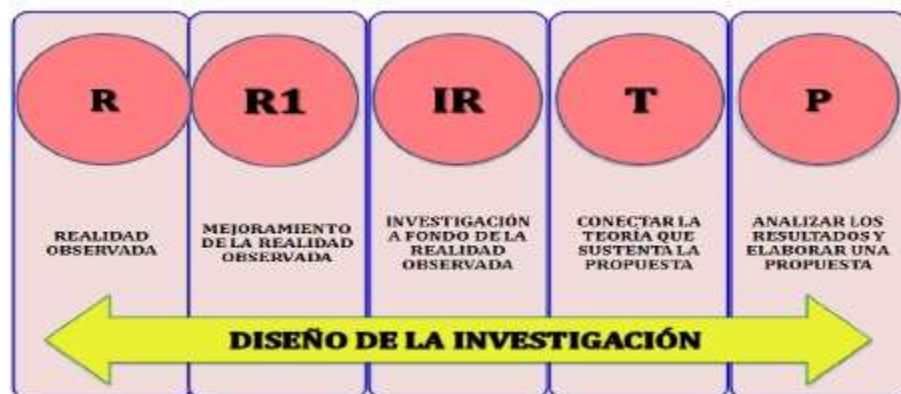 R
R1
IR
T
P
REALIDAD
OBSERVADA
MEJORAMIENTO
DE LA REALIDAD
OBSERVADA
INVESTIGACIÓN
A FONDO DE LA
REALIDAD
OBSERVADA
CONECTAR LA
TEORÍA QUE
SUSTENTA LA
PROPUESTA
ANALIZAR LOS
RESULTADOS Y
ELABORAR UNA
PROPUESTA
DISEÑO DE LA INVESTIGACIÓN